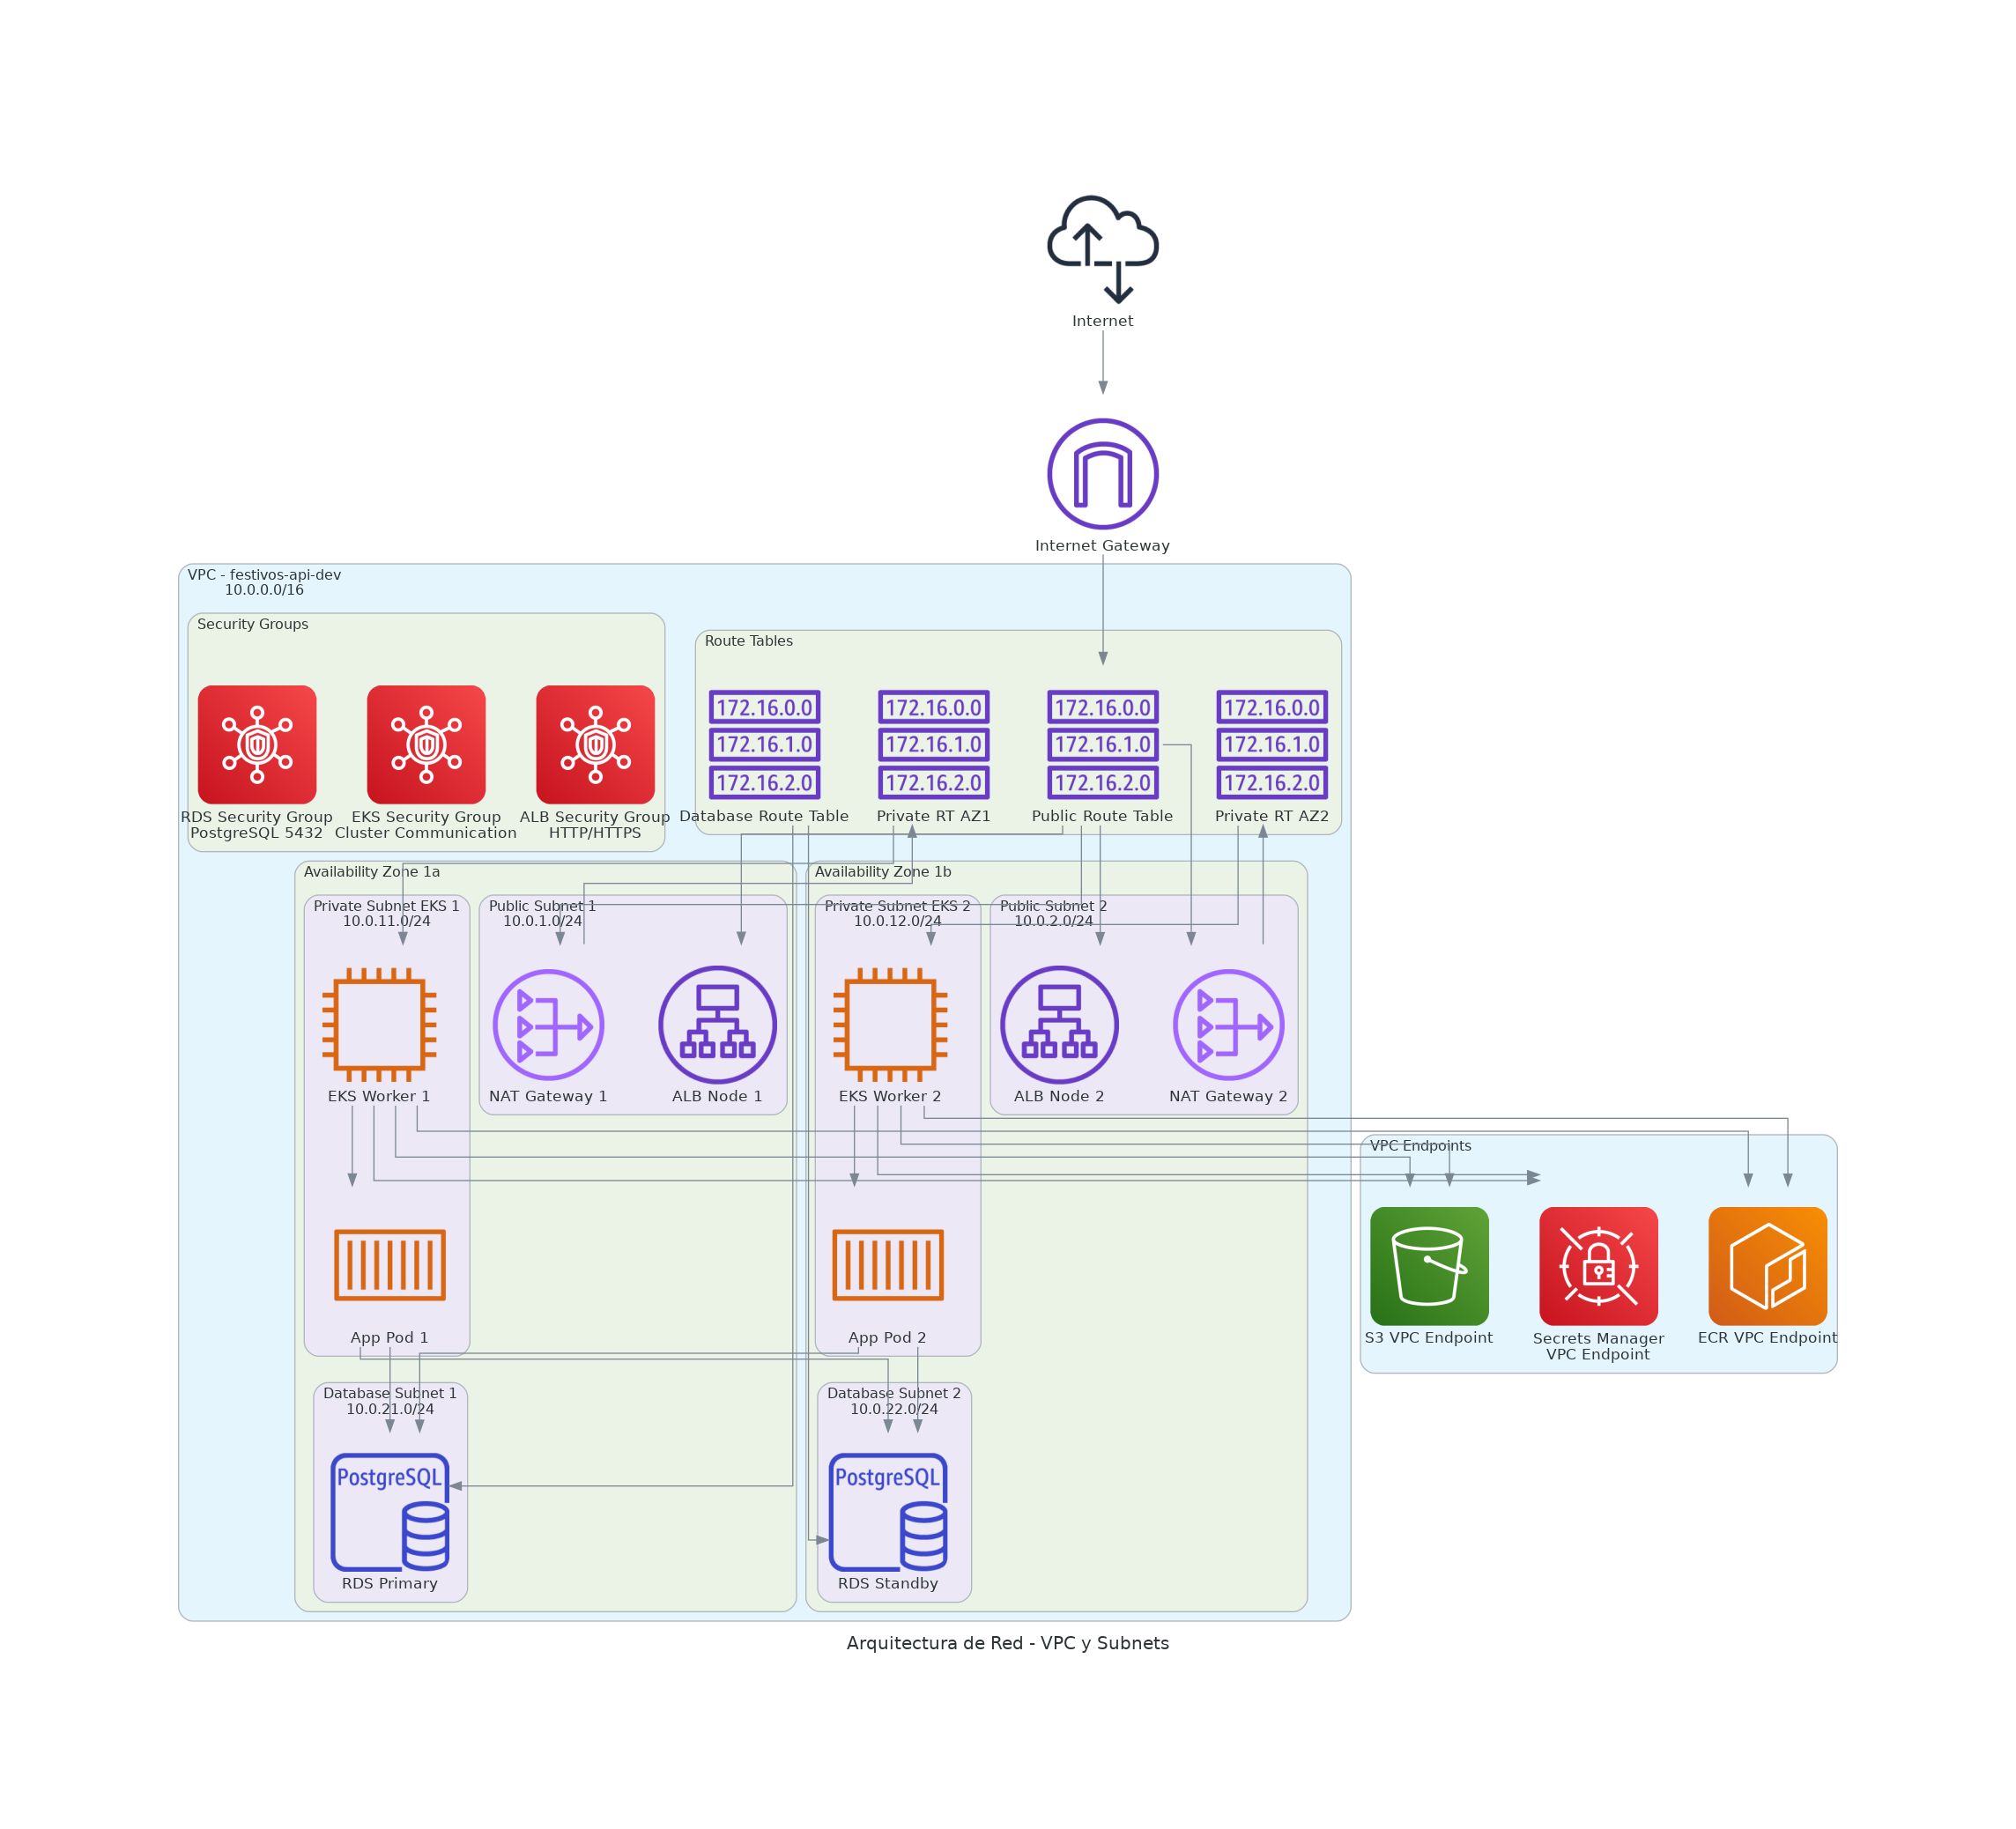 Internet
Internet Gateway
VPC - festivos-api-dev
10.0.0.0/16
Security Groups
RDS Security Group
PostgreSQL 5432
EKS Security Group
Cluster Communication
ALB Security Group
HTTP/HTTPS
Route Tables
172.16.0.0
172.16.1.0
172.16.2.0
Database Route Table
172.16.0.0
172.16.1.0
172.16.2.0
Private RT AZ1
172.16.0.0
172.16.1.0
172.16.2.0
Public Route Table
172.16.0.0
172.16.1.0
172.16.2.0
Private RT AZ2
Availability Zone 1a
Private Subnet EKS 1
10.0.11.0/24
EKS Worker 1
App Pod 1
Public Subnet 1
10.0.1.0/24
NAT Gateway 1
ALB Node 1
Database Subnet 1
10.0.21.0/24
PostgreSQL
RDS Primary
Availability Zone 1b
Private Subnet EKS 2
10.0.12.0/24
EKS Worker 2
App Pod 2
Public Subnet 2
10.0.2.0/24
ALB Node 2
NAT Gateway 2
Database Subnet 2
10.0.22.0/24
PostgreSQL
RDS Standby
VPC Endpoints
S3 VPC Endpoint
Secrets Manager
VPC Endpoint
ECR VPC Endpoint
Arquitectura de Red - VPC y Subnets